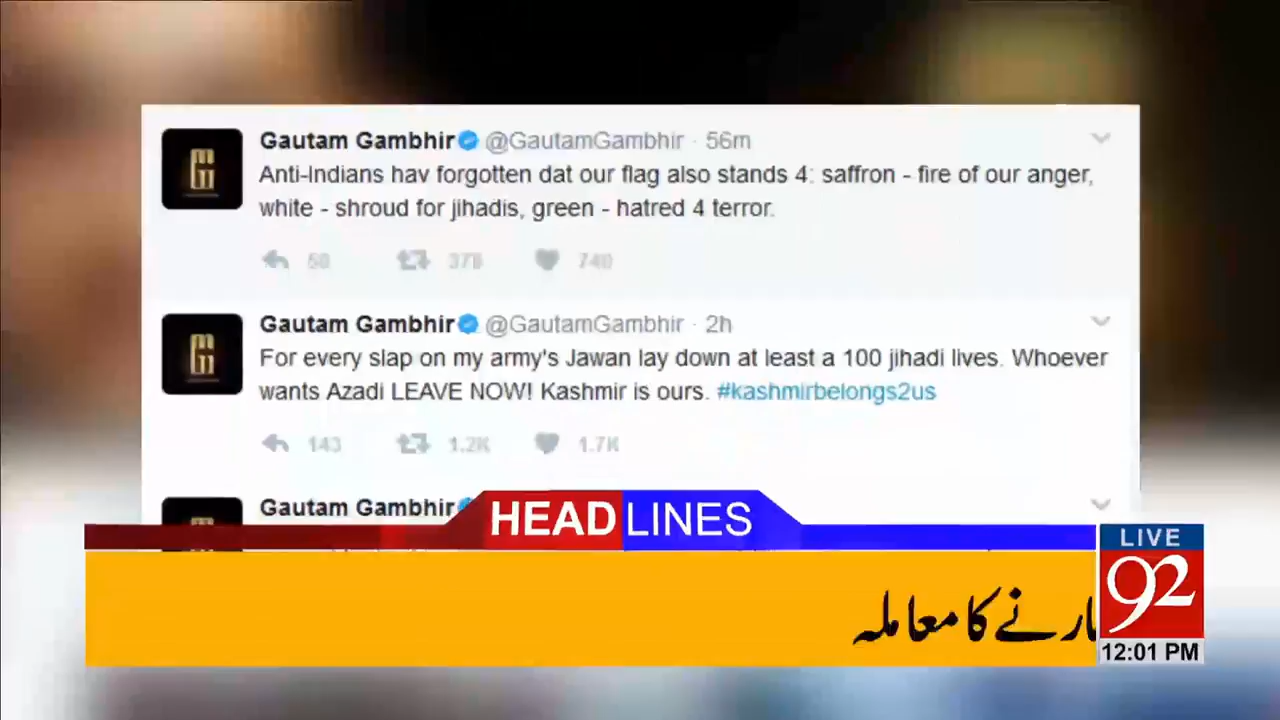 Gautam Gambhir @GautamGambhir · 56m
Anti-Indians hav forgotten dat our flag also stands 4: saffron - fire of our anger,
white - shroud for jihadis, green - hatred 4 terror.
50 378 740
Gautam Gambhir @GautamGambhir · 2h
For every slap on my army's Jawan lay down at least a 100 jihadi lives. Whoever
wants Azadi LEAVE NOW! Kashmir is ours. #kashmirbelongs2us
143 1.2K 1.7K
Gautam Gambhir
HEADLINES
LIVE
92
نے کا معاملہ
12:01 PM